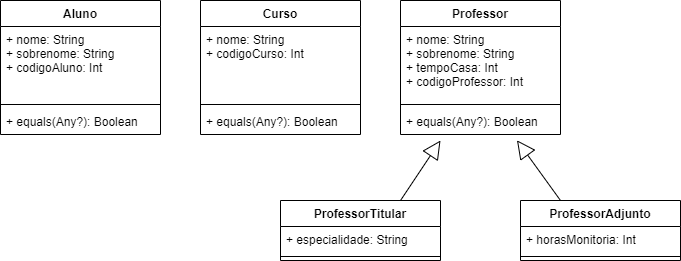 Aluno
+ nome: String
+ sobrenome: String
+ codigoAluno: Int
+ equals(Any?): Boolean
Curso
+ nome: String
+ codigoCurso: Int
+ equals(Any?): Boolean
Professor
+ nome: String
+ sobrenome: String
+ tempoCasa: Int
+ codigoProfessor: Int
+ equals(Any?): Boolean
ProfessorTitular
+ especialidade: String
ProfessorAdjunto
+ horasMonitoria: Int